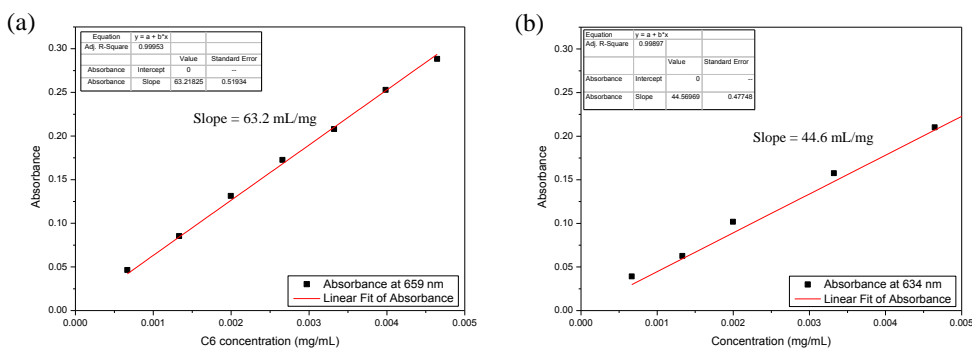 (a)
Equation y = a + b*x
Adj. R-Square 0.99953
Value Standard Error
Absorbance Intercept 0 --
Absorbance Slope 63.21825 0.51934
Slope = 63.2 mL/mg
0.30
0.25
0.20
0.15
0.10
0.05
0.00
Absorbance
Absorbance at 659 nm
Linear Fit of Absorbance
0.000 0.001 0.002 0.003 0.004 0.005
C6 concentration (mg/mL)
(b)
Equation y = a + b*x
Adj. R-Square 0.99897
Value Standard Error
Absorbance Intercept 0 --
Absorbance Slope 44.56969 0.47748
Slope = 44.6 mL/mg
0.30
0.25
0.20
0.15
0.10
0.05
0.00
Absorbance
Absorbance at 634 nm
Linear Fit of Absorbance
0.000 0.001 0.002 0.003 0.004 0.005
Concentration (mg/mL)